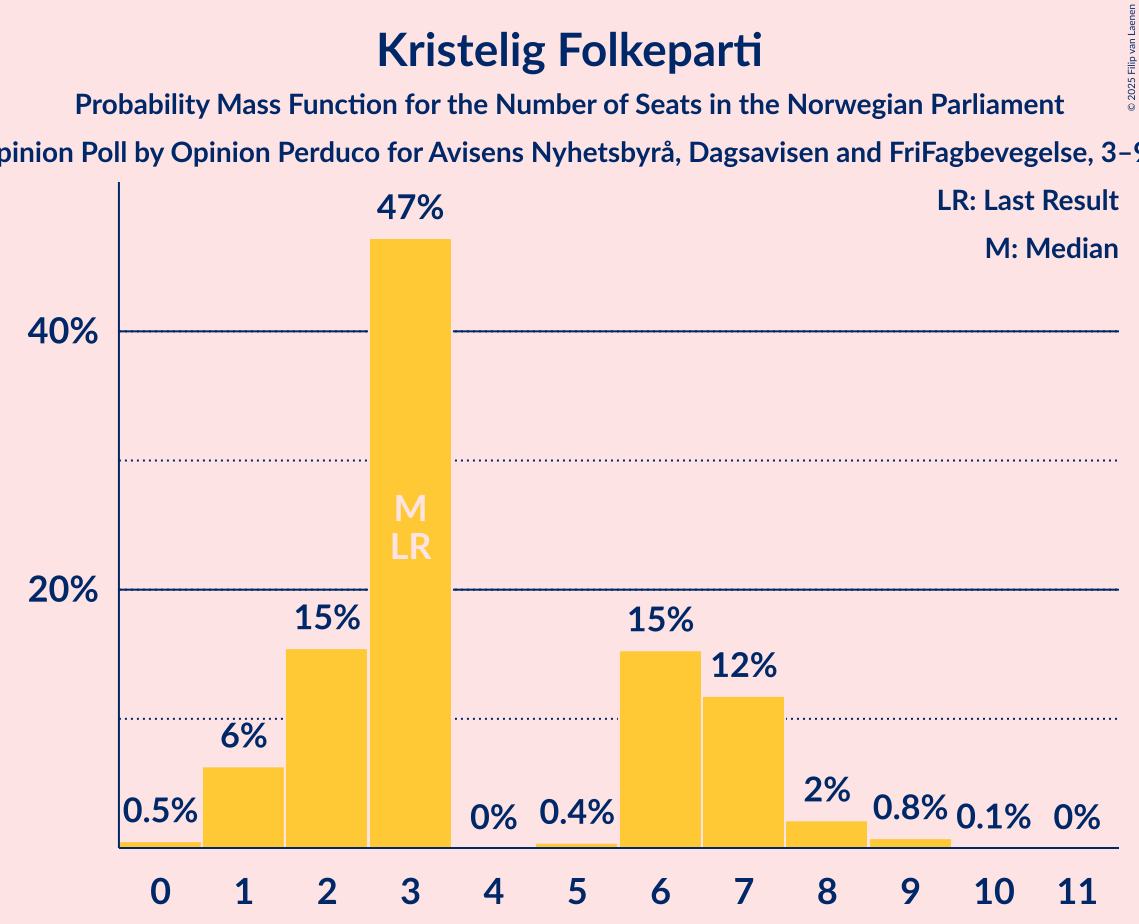 Kristelig Folkeparti
Probability Mass Function for the Number of Seats in the Norwegian Parliament
Poll by Opinion Perduco for Avisens Nyhetsbyrå, Dagsavisen and FriFagbevegelse,
© 2025 Filip van Laenen
LR: Last Result
M: Median
40%
20%
0.5%
6%
15%
47%
0%
0.4%
15%
12%
2%
0.8%
0.1%
0%
M
LR
0 1 2 3 4 5 6 7 8 9 10 11